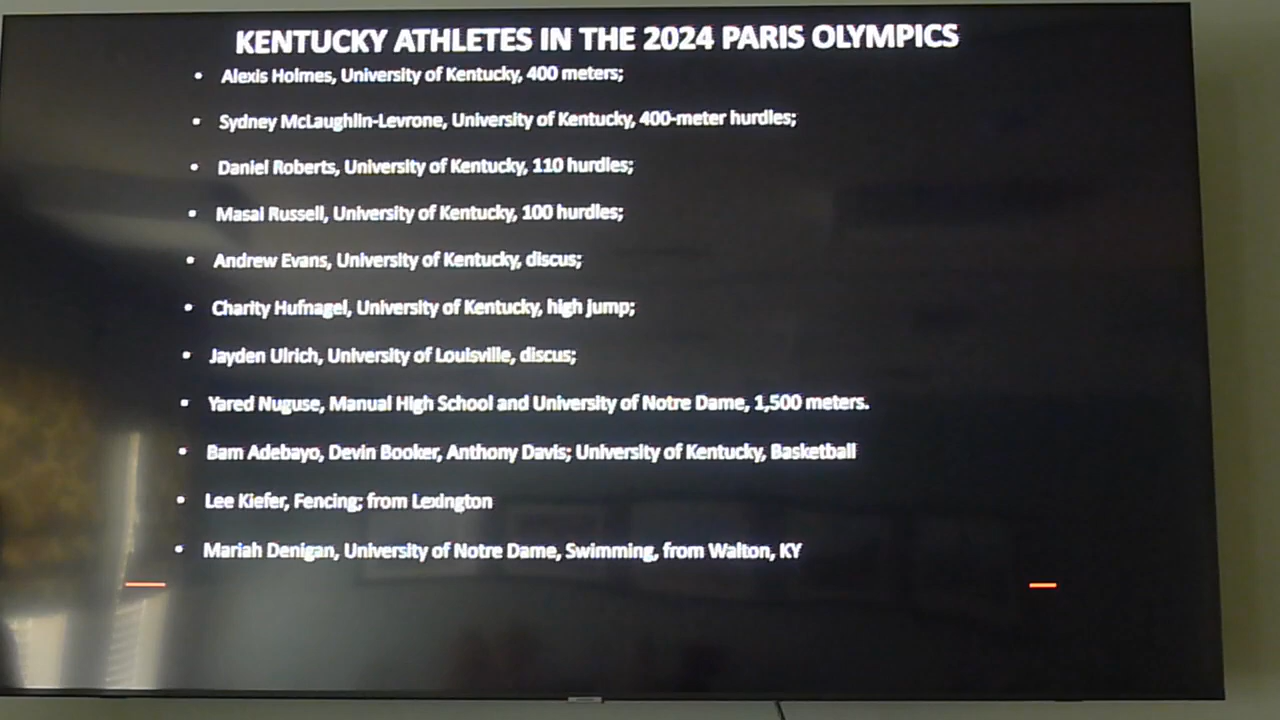 KENTUCKY ATHLETES IN THE 2024 PARIS OLYMPICS
• Alexis Holmes, University of Kentucky, 400 meters;
• Sydney McLaughlin-Levrone, University of Kentucky, 400-meter hurdles;
• Daniel Roberts, University of Kentucky, 110 hurdles;
• Masai Russell, University of Kentucky, 100 hurdles;
• Andrew Evans, University of Kentucky, discus;
• Charity Hufnagel, University of Kentucky, high jump;
• Jayden Ulrich, University of Louisville, discus;
• Yared Nuguse, Manual High School and University of Notre Dame, 1,500 meters.
• Bam Adebayo, Devin Booker, Anthony Davis; University of Kentucky, Basketball
• Lee Kiefer, Fencing; from Lexington
• Mariah Denigan, University of Notre Dame, Swimming, from Walton, KY